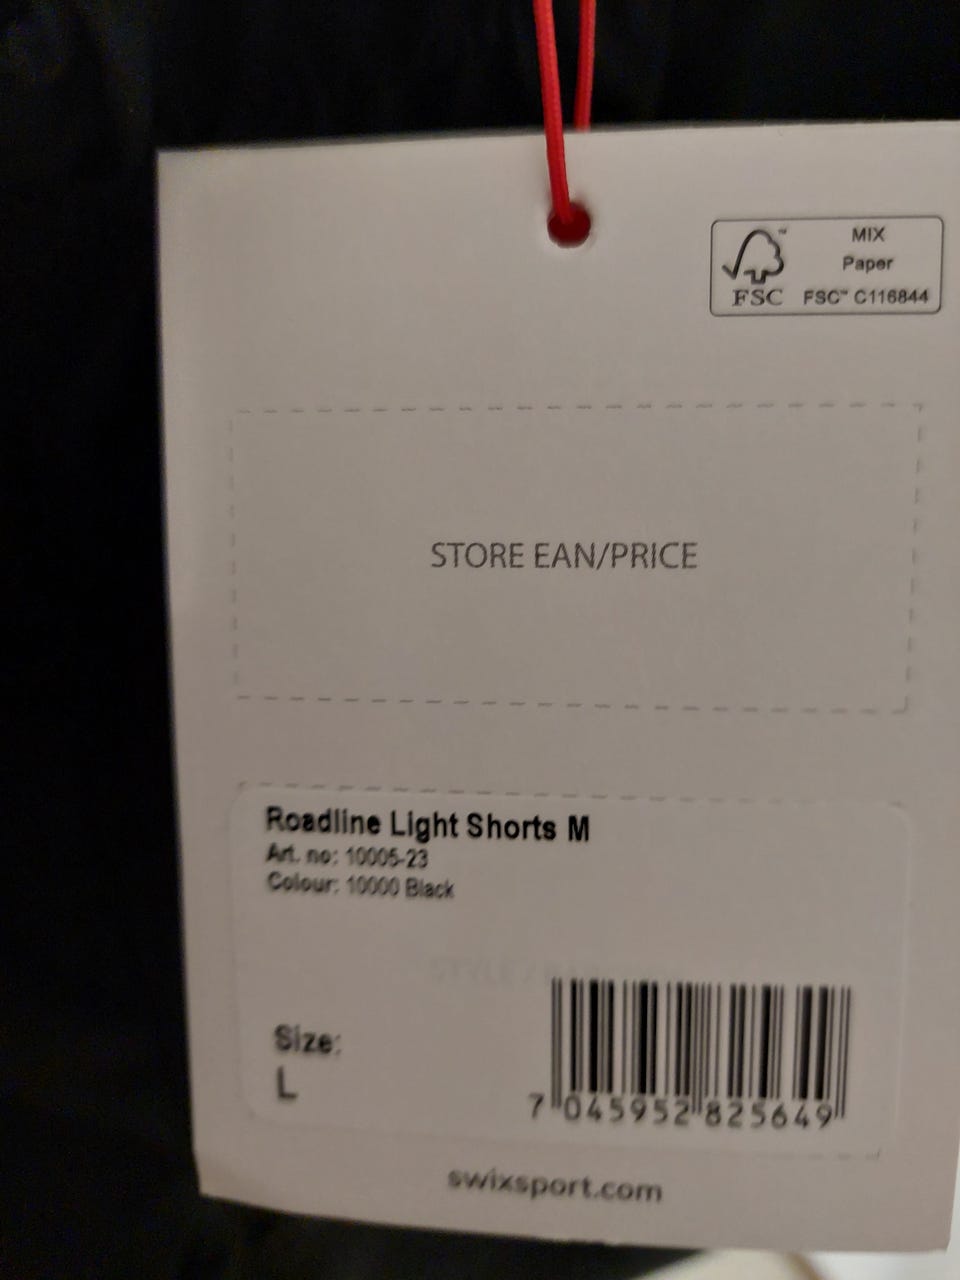 MIX
Paper
FSC™ C116844
™
FSC
STORE EAN/PRICE
Roadline Light Shorts M
Art. no: 10005-23
Colour: 10000 Black
Size:
L
7 045952 825649
swixsport.com